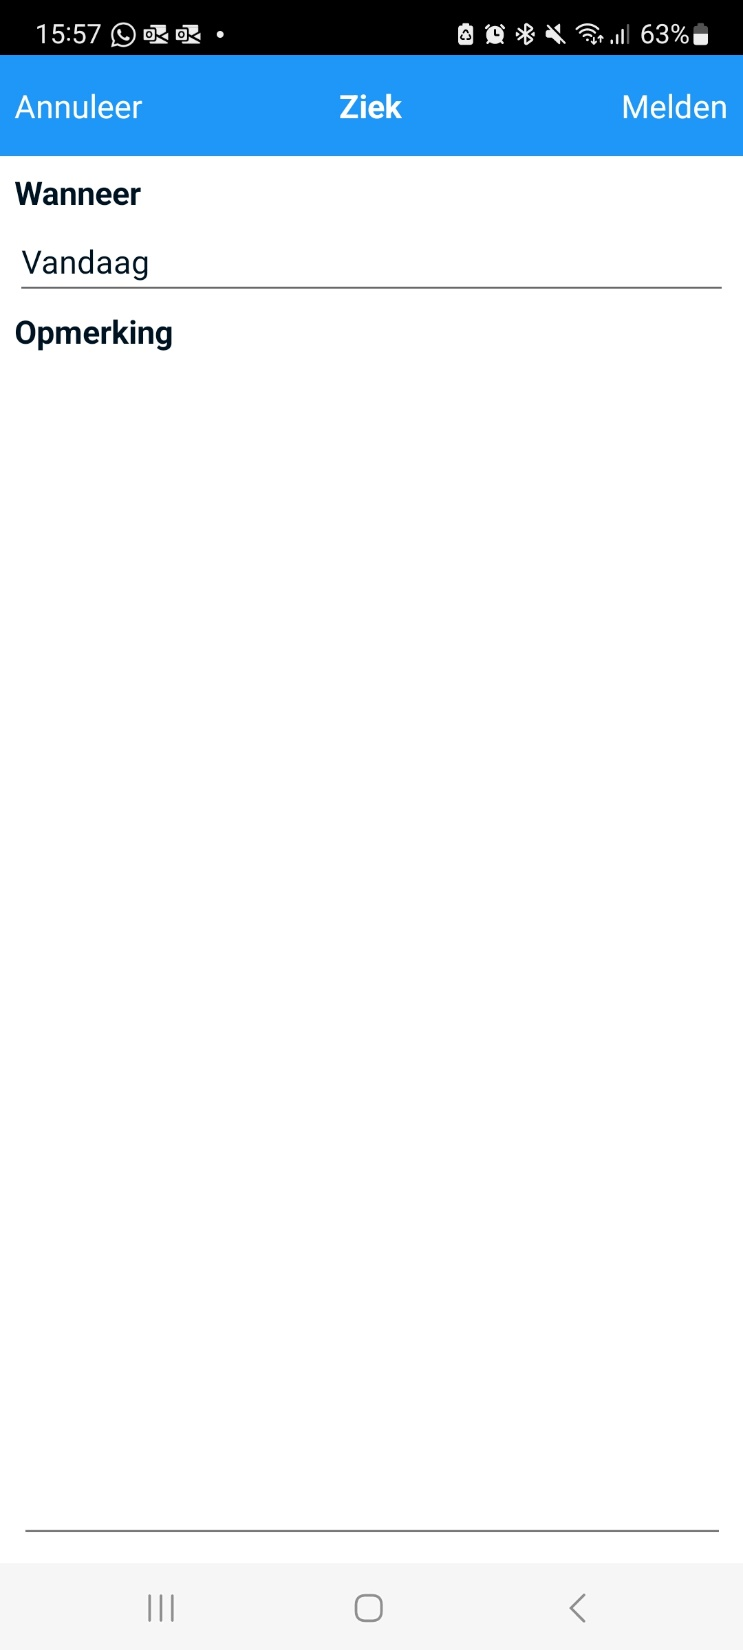 15:57 63%
Annuleer Ziek Melden
Wanneer
Vandaag
Opmerking